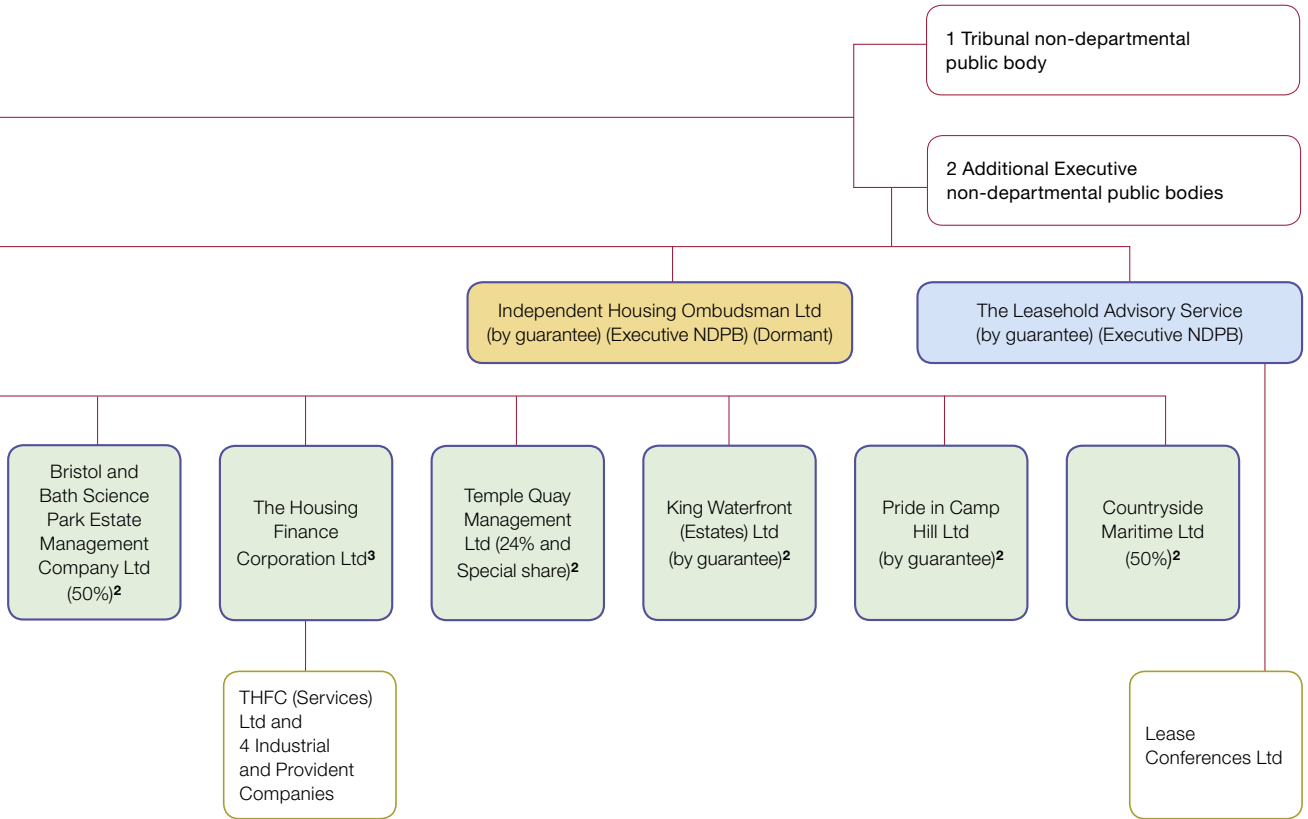 1 Tribunal non-departmental
public body
2 Additional Executive
non-departmental public bodies
Independent Housing Ombudsman Ltd
(by guarantee) (Executive NDPB) (Dormant)
The Leasehold Advisory Service
(by guarantee) (Executive NDPB)
Bristol and
Bath Science
Park Estate
Management
Company Ltd
(50%)2
The Housing
Finance
Corporation Ltd3
Temple Quay
Management
Ltd (24% and
Special share)2
King Waterfront
(Estates) Ltd
(by guarantee)2
Pride in Camp
Hill Ltd
(by guarantee)2
Countryside
Maritime Ltd
(50%)2
THFC (Services)
Ltd and
4 Industrial
and Provident
Companies
Lease
Conferences Ltd